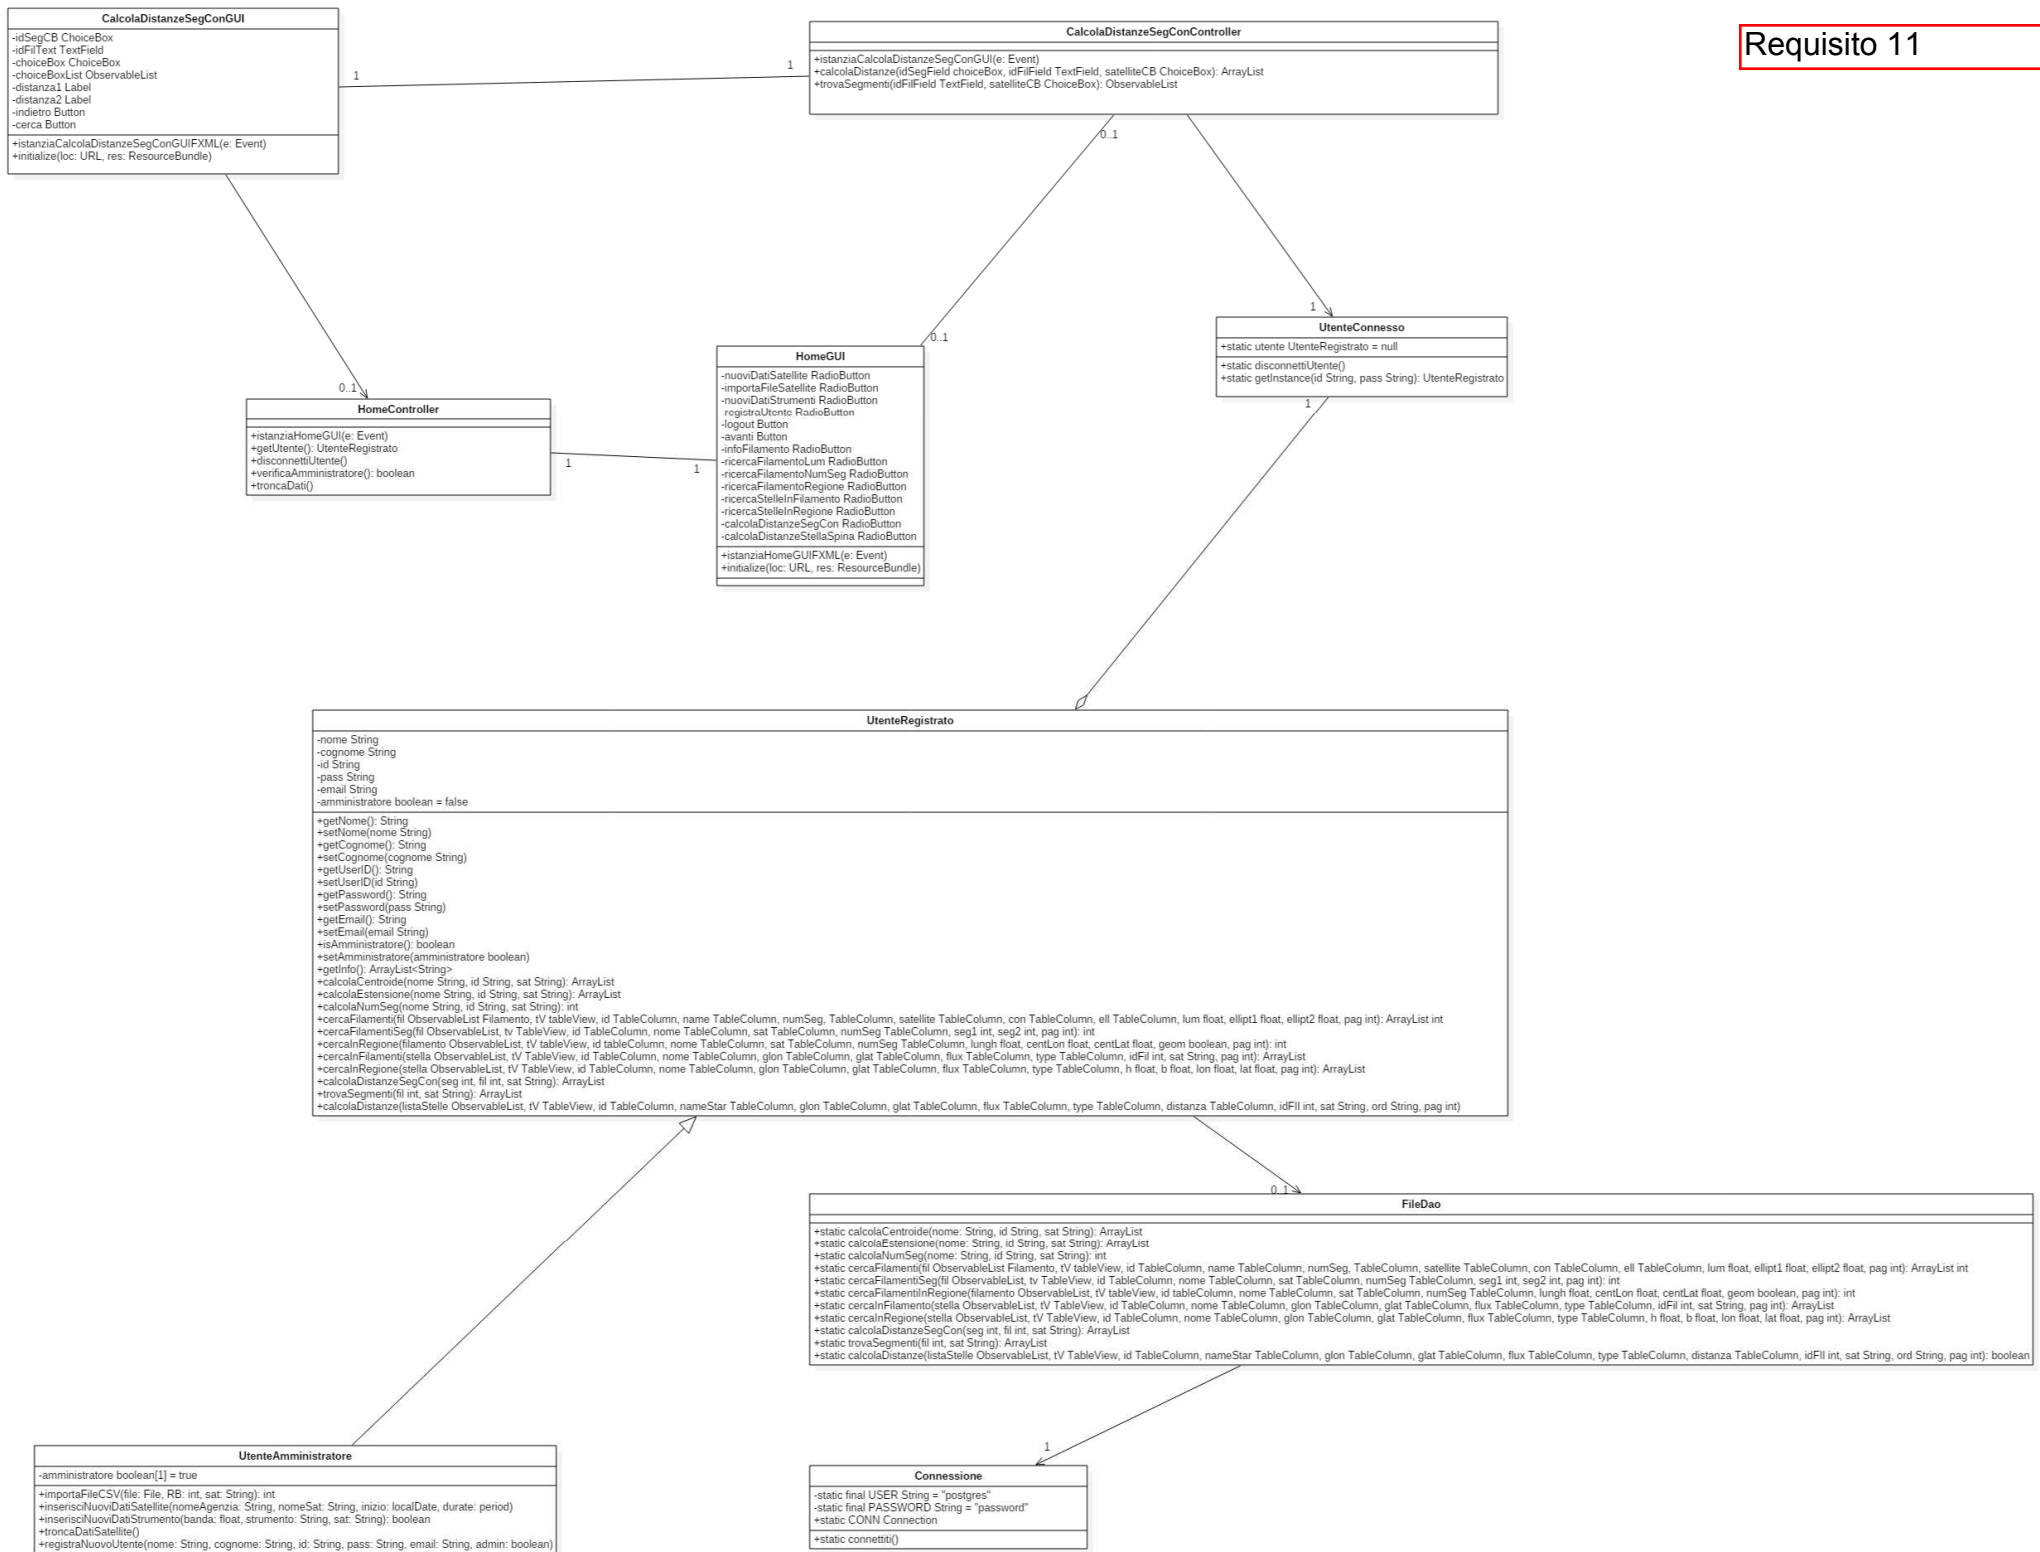 CalcolaDistanzeSegConGUI
-idSegCB ChoiceBox
-idFilText TextField
-choiceBox ChoiceBox
-choiceBoxList ObservableList
-distanza1 Label
-distanza2 Label
-indietro Button
-cerca Button
+istanziaCalcolaDistanzeSegConGUIFXML(e: Event)
+initialize(loc: URL, res: ResourceBundle)
1
1
CalcolaDistanzeSegConController
+istanziaCalcolaDistanzeSegConGUI(e: Event)
+calcolaDistanze(idSegField choiceBox, idFilField TextField, satelliteCB ChoiceBox): ArrayList
+trovaSegmenti(idFilField TextField, satelliteCB ChoiceBox): ObservableList
Requisito 11
0..1
1
0..1
0..1
UtenteConnesso
+static utente UtenteRegistrato = null
+static disconnettiUtente()
+static getInstance(id String, pass String): UtenteRegistrato
1
HomeController
+istanziaHomeGUI(e: Event)
+getUtente(): UtenteRegistrato
+disconnettiUtente()
+verificaAmministratore(): boolean
+troncaDati()
1
1
HomeGUI
-nuoviDatiSatellite RadioButton
-importaFileSatellite RadioButton
-nuoviDatiStrumenti RadioButton
registraUtente RadioButton
-logout Button
-avanti Button
-infoFilamento RadioButton
-ricercaFilamentoLum RadioButton
-ricercaFilamentoNumSeg RadioButton
-ricercaFilamentoRegione RadioButton
-ricercaStelleInFilamento RadioButton
-ricercaStelleInRegione RadioButton
-calcolaDistanzeSegCon RadioButton
-calcolaDistanzeStellaSpina RadioButton
+istanziaHomeGUIFXML(e: Event)
+initialize(loc: URL, res: ResourceBundle)
UtenteRegistrato
-nome String
-cognome String
-id String
-pass String
-email String
-amministratore boolean = false
+getNome(): String
+setNome(nome String)
+getCognome(): String
+setCognome(cognome String)
+getUserID(): String
+setUserID(id String)
+getPassword(): String
+setPassword(pass String)
+getEmail(): String
+setEmail(email String)
+isAmministratore(): boolean
+setAmministratore(amministratore boolean)
+getInfo(): ArrayList<String>
+calcolaCentroide(nome String, id String, sat String): ArrayList
+calcolaEstensione(nome String, id String, sat String): ArrayList
+calcolaNumSeg(nome String, id String, sat String): int
+cercaFilamenti(fil ObservableList Filamento, tV tableView, id TableColumn, name TableColumn, numSeg, TableColumn, satellite TableColumn, con TableColumn, ell TableColumn, lum float, ellipt1 float, ellipt2 float, pag int): ArrayList int
+cercaFilamentiSeg(fil ObservableList, tv TableView, id TableColumn, nome TableColumn, sat TableColumn, numSeg TableColumn, seg1 int, seg2 int, pag int): int
+cercaInRegione(filamento ObservableList, tV tableView, id tableColumn, nome TableColumn, sat TableColumn, numSeg TableColumn, lungh float, centLon float, centLat float, geom boolean, pag int): int
+cercaInFilamenti(stella ObservableList, tV TableView, id TableColumn, nome TableColumn, glon TableColumn, glat TableColumn, flux TableColumn, type TableColumn, idFil int, sat String, pag int): ArrayList
+cercaInRegione(stella ObservableList, tV TableView, id TableColumn, nome TableColumn, glon TableColumn, glat TableColumn, flux TableColumn, type TableColumn, h float, b float, lon float, lat float, pag int): ArrayList
+calcolaDistanzeSegCon(seg int, fil int, sat String): ArrayList
+trovaSegmenti(fil int, sat String): ArrayList
+calcolaDistanze(listaStelle ObservableList, tV TableView, id TableColumn, nameStar TableColumn, glon TableColumn, glat TableColumn, flux TableColumn, type TableColumn, distanza TableColumn, idFIl int, sat String, ord String, pag int)
0..1
FileDao
+static calcolaCentroide(nome: String, id String, sat String): ArrayList
+static calcolaEstensione(nome: String, id String, sat String): ArrayList
+static calcolaNumSeg(nome: String, id String, sat String): int
+static cercaFilamenti(fil ObservableList Filamento, tV tableView, id TableColumn, name TableColumn, numSeg, TableColumn, satellite TableColumn, con TableColumn, ell TableColumn, lum float, ellipt1 float, ellipt2 float, pag int): ArrayList int
+static cercaFilamentiSeg(fil ObservableList, tv TableView, id TableColumn, nome TableColumn, sat TableColumn, numSeg TableColumn, seg1 int, seg2 int, pag int): int
+static cercaFilamentiInRegione(filamento ObservableList, tV tableView, id tableColumn, nome TableColumn, sat TableColumn, numSeg TableColumn, lungh float, centLon float, centLat float, geom boolean, pag int): int
+static cercaInFilamento(stella ObservableList, tV TableView, id TableColumn, nome TableColumn, glon TableColumn, glat TableColumn, flux TableColumn, type TableColumn, idFil int, sat String, pag int): ArrayList
+static cercaInRegione(stella ObservableList, tV TableView, id TableColumn, nome TableColumn, glon TableColumn, glat TableColumn, flux TableColumn, type TableColumn, h float, b float, lon float, lat float, pag int): ArrayList
+static calcolaDistanzeSegCon(seg int, fil int, sat String): ArrayList
+static trovaSegmenti(fil int, sat String): ArrayList
+static calcolaDistanze(listaStelle ObservableList, tV TableView, id TableColumn, nameStar TableColumn, glon TableColumn, glat TableColumn, flux TableColumn, type TableColumn, distanza TableColumn, idFIl int, sat String, ord String, pag int): boolean
1
UtenteAmministratore
-amministratore boolean[1] = true
+importaFileCSV(file: File, RB: int, sat: String): int
+inserisciNuoviDatiSatellite(nomeAgenzia: String, nomeSat: String, inizio: localDate, durate: period)
+inserisciNuoviDatiStrumento(banda: float, strumento: String, sat: String): boolean
+troncaDatiSatellite()
+registraNuovoUtente(nome: String, cognome: String, id: String, pass: String, email: String, admin: boolean)
Connessione
-static final USER String = "postgres"
-static final PASSWORD String = "password"
+static CONN Connection
+static connettiti()